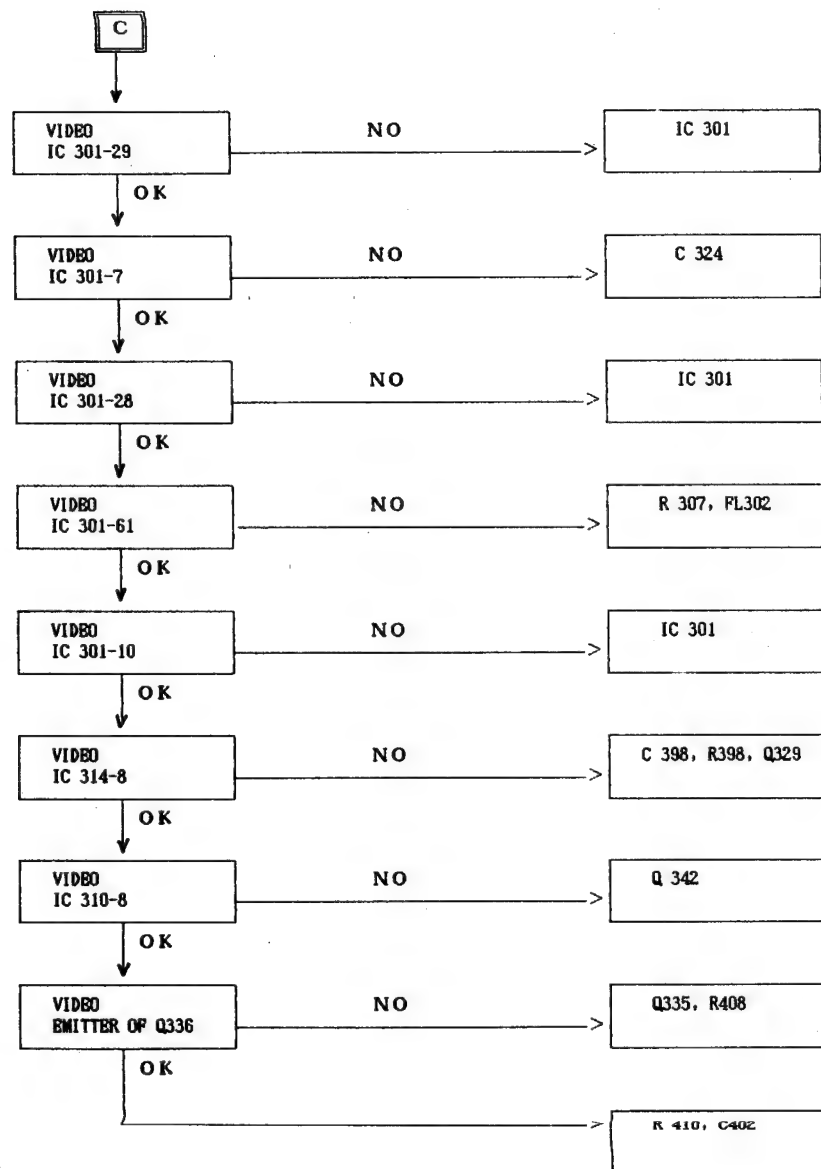 C
VIDEO NO IC 301
IC 301-29
OK
VIDEO NO C 324
IC 301-7
OK
VIDEO NO IC 301
IC 301-28
OK
VIDEO NO R 307, FL302
IC 301-61
OK
VIDEO NO IC 301
IC 301-10
OK
VIDEO NO C 398, R398, Q329
IC 314-8
OK
VIDEO NO Q 342
IC 310-8
OK
VIDEO NO Q335, R408
EMITTER OF Q336
OK
R 410, C402